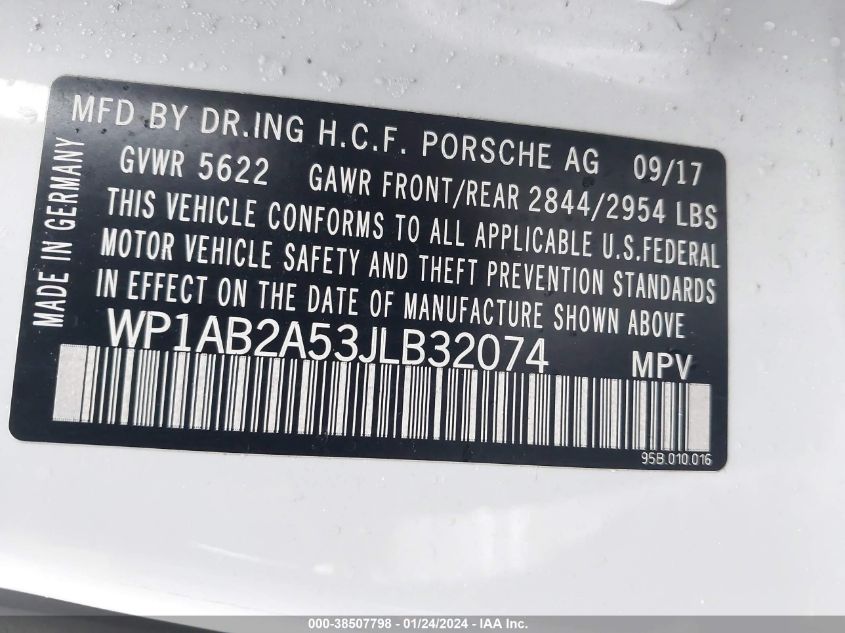 MFD BY DR.ING H.C.F. PORSCHE AG 09/17
GVWR 5622 GAWR FRONT/REAR 2844/2954 LBS
THIS VEHICLE CONFORMS TO ALL APPLICABLE U.S.FEDERAL
MOTOR VEHICLE SAFETY AND THEFT PREVENTION STANDARDS
IN EFFECT ON THE DATE OF MANUFACTURE SHOWN ABOVE
WP1AB2A53JLB32074 MPV
MADE IN GERMANY
95B.010.016
000-38507798 - 01/24/2024 - IAA Inc.